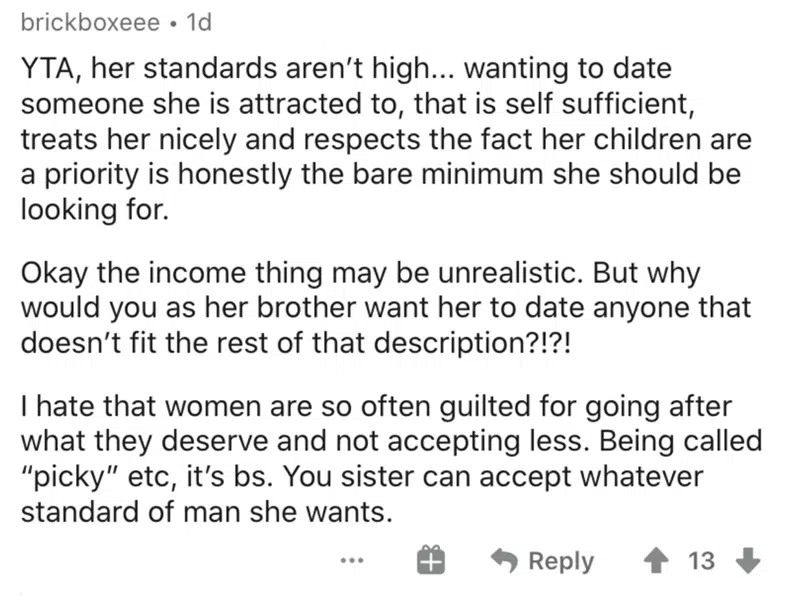 brickboxeee • 1d
YTA, her standards aren’t high... wanting to date
someone she is attracted to, that is self sufficient,
treats her nicely and respects the fact her children are
a priority is honestly the bare minimum she should be
looking for.
Okay the income thing may be unrealistic. But why
would you as her brother want her to date anyone that
doesn’t fit the rest of that description?!?!
I hate that women are so often guilted for going after
what they deserve and not accepting less. Being called
“picky” etc, it’s bs. You sister can accept whatever
standard of man she wants.
Reply 13